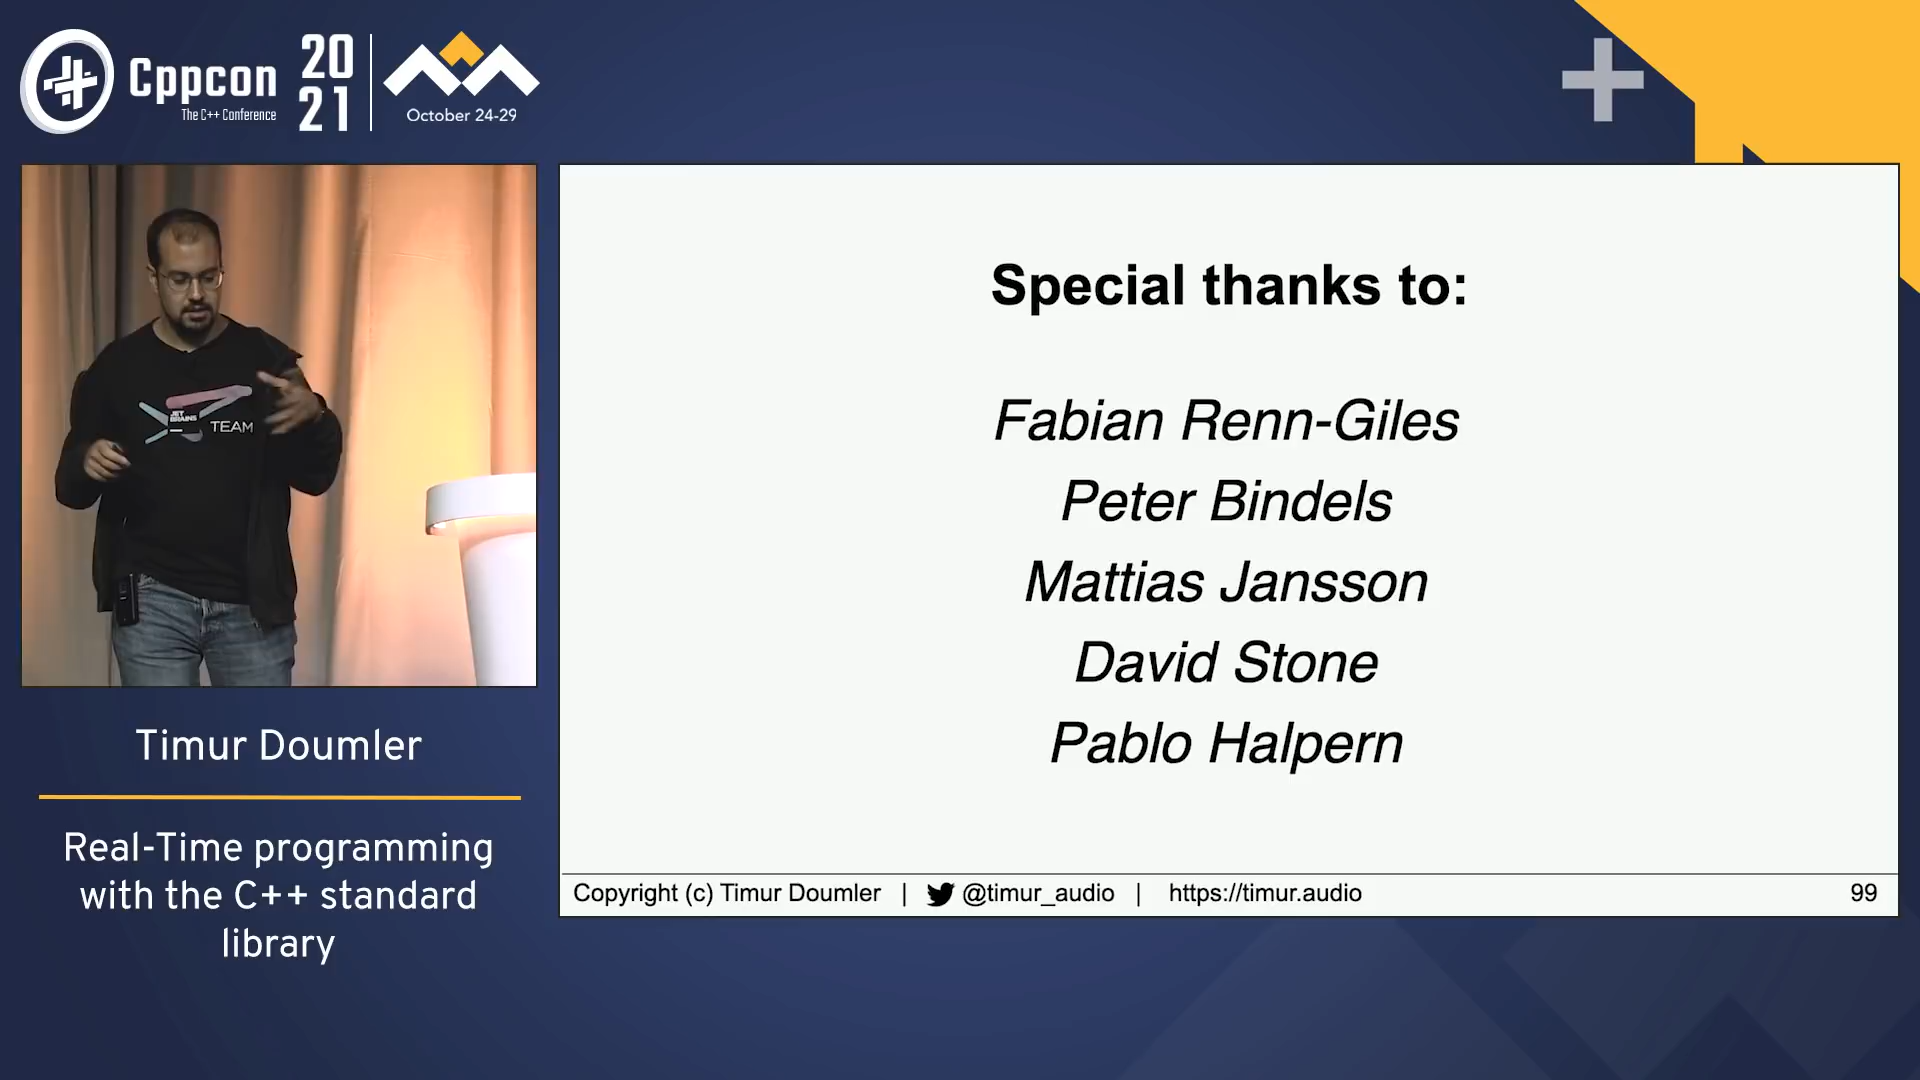 Cppcon
The C++ Conference
20
21
October 24-29
JET
BRAINS
TEAM
Timur Doumler
Real-Time programming
with the C++ standard
library
Special thanks to:
Fabian Renn-Giles
Peter Bindels
Mattias Jansson
David Stone
Pablo Halpern
Copyright (c) Timur Doumler | @timur_audio | https://timur.audio 99